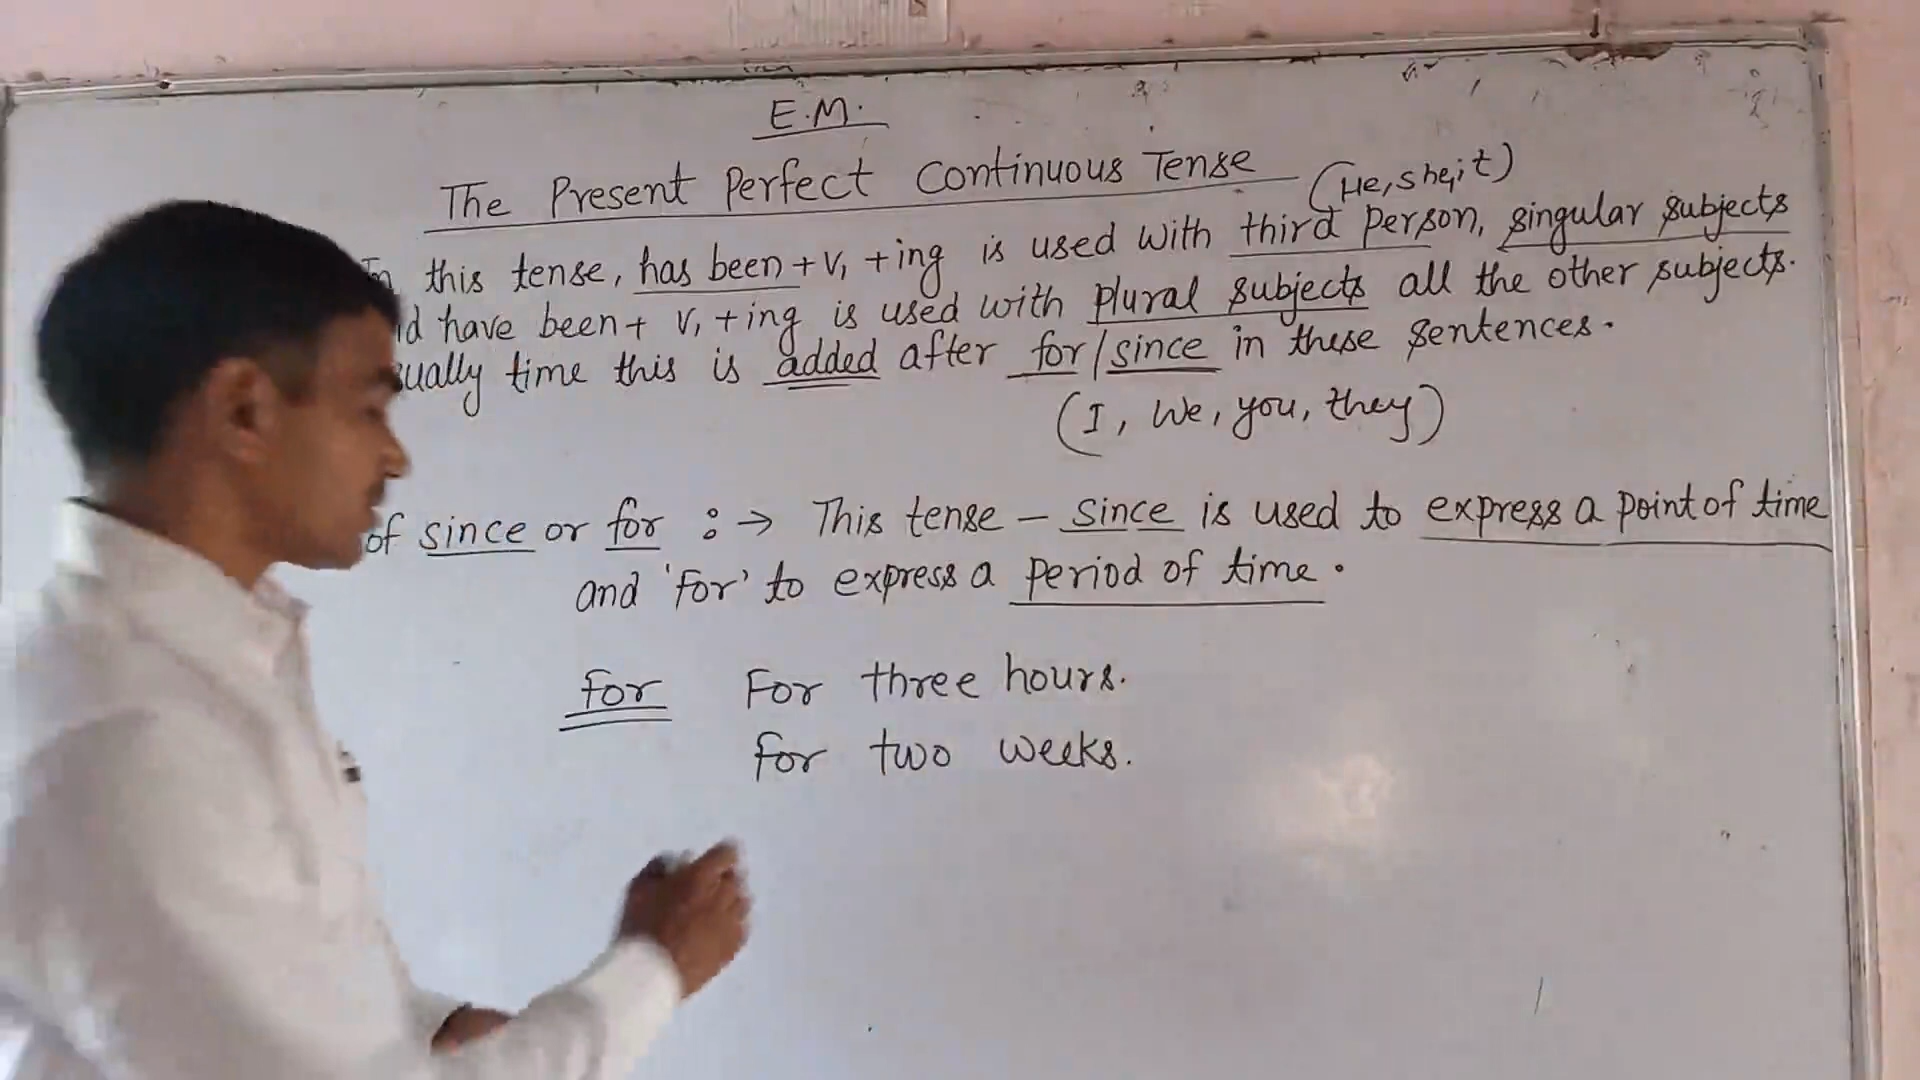 E.M.
The Present Perfect Continuous Tense
(He, she, it)
this tense, has been + V₁ + ing is used with third person, singular subjects
have been + V₁ + ing is used with plural subjects all the other subjects.
time this is added after for / since in these sentences.
(I, we, you, they)
of since or for : → This tense – since is used to express a point of time
and 'for' to express a period of time.
for For three hours.
for two weeks.